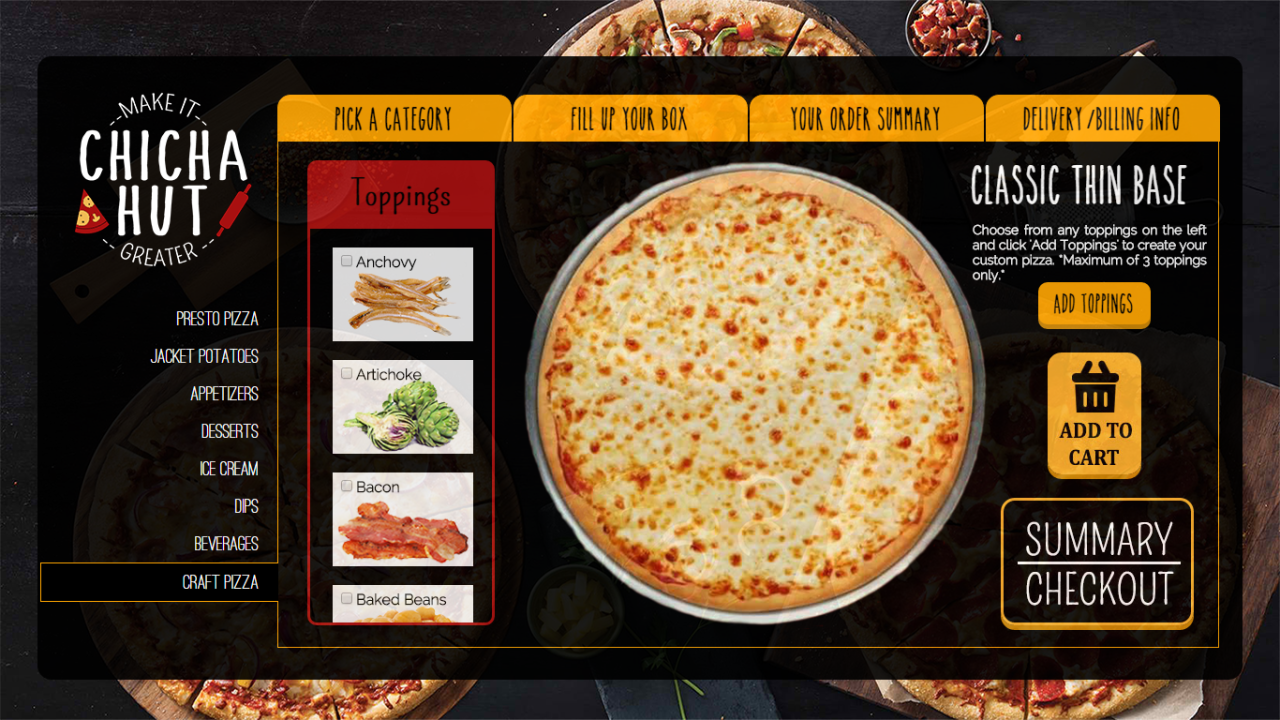 MAKE IT
CHICHA
HUT
GREATER
PICK A CATEGORY
FILL UP YOUR BOX
YOUR ORDER SUMMARY
DELIVERY /BILLING INFO
PRESTO PIZZA
JACKET POTATOES
APPETIZERS
DESSERTS
ICE CREAM
DIPS
BEVERAGES
CRAFT PIZZA
Toppings
Anchovy
Artichoke
Bacon
Baked Beans
CLASSIC THIN BASE
Choose from any toppings on the left
and click 'Add Toppings' to create your
custom pizza. *Maximum of 3 toppings
only.*
ADD TOPPINGS
ADD TO
CART
SUMMARY
CHECKOUT